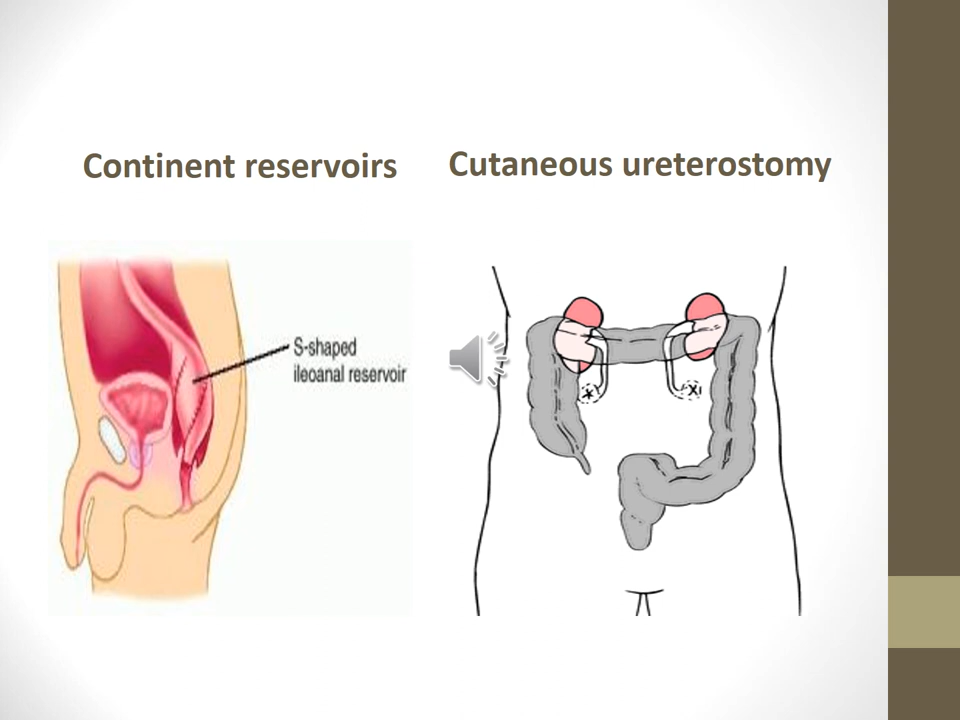 Continent reservoirs
Cutaneous ureterostomy
S-shaped
ileoanal reservoir